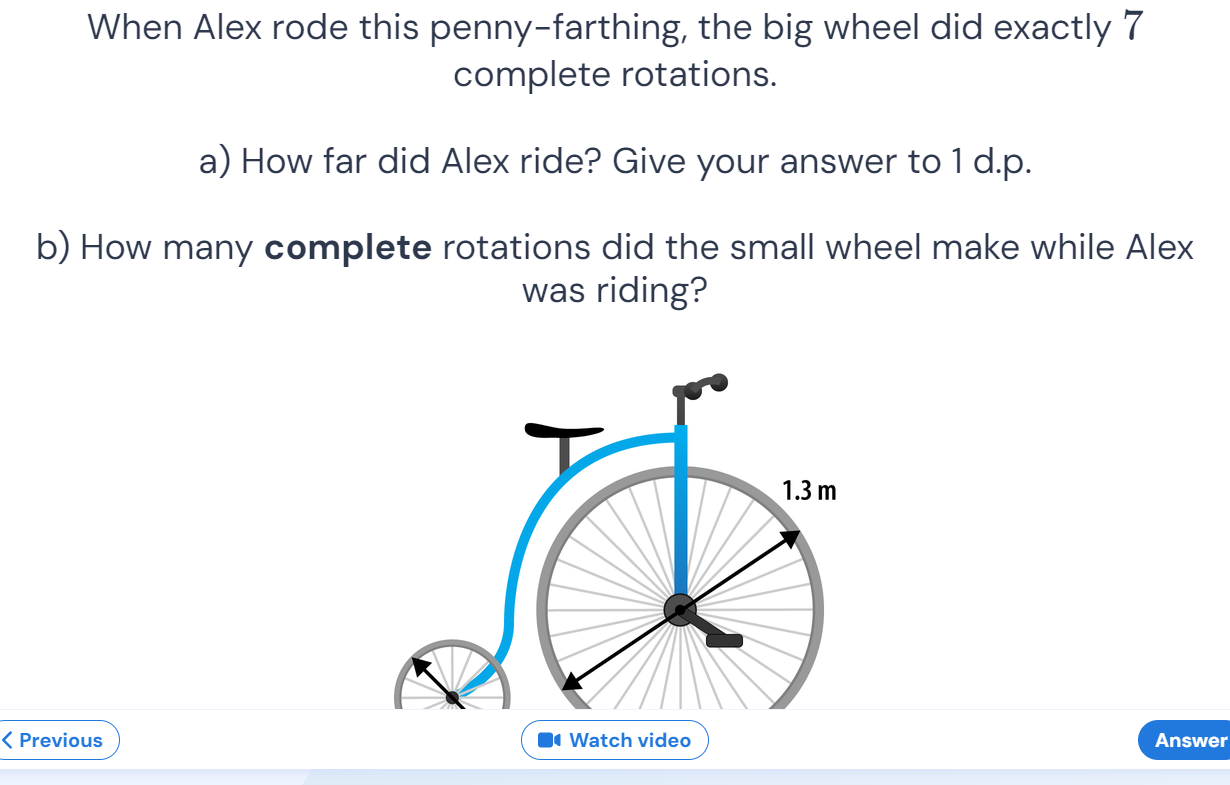 When Alex rode this penny-farthing, the big wheel did exactly 7
complete rotations.
a) How far did Alex ride? Give your answer to 1 d.p.
b) How many complete rotations did the small wheel make while Alex
was riding?
1.3 m
< Previous
Watch video
Answer